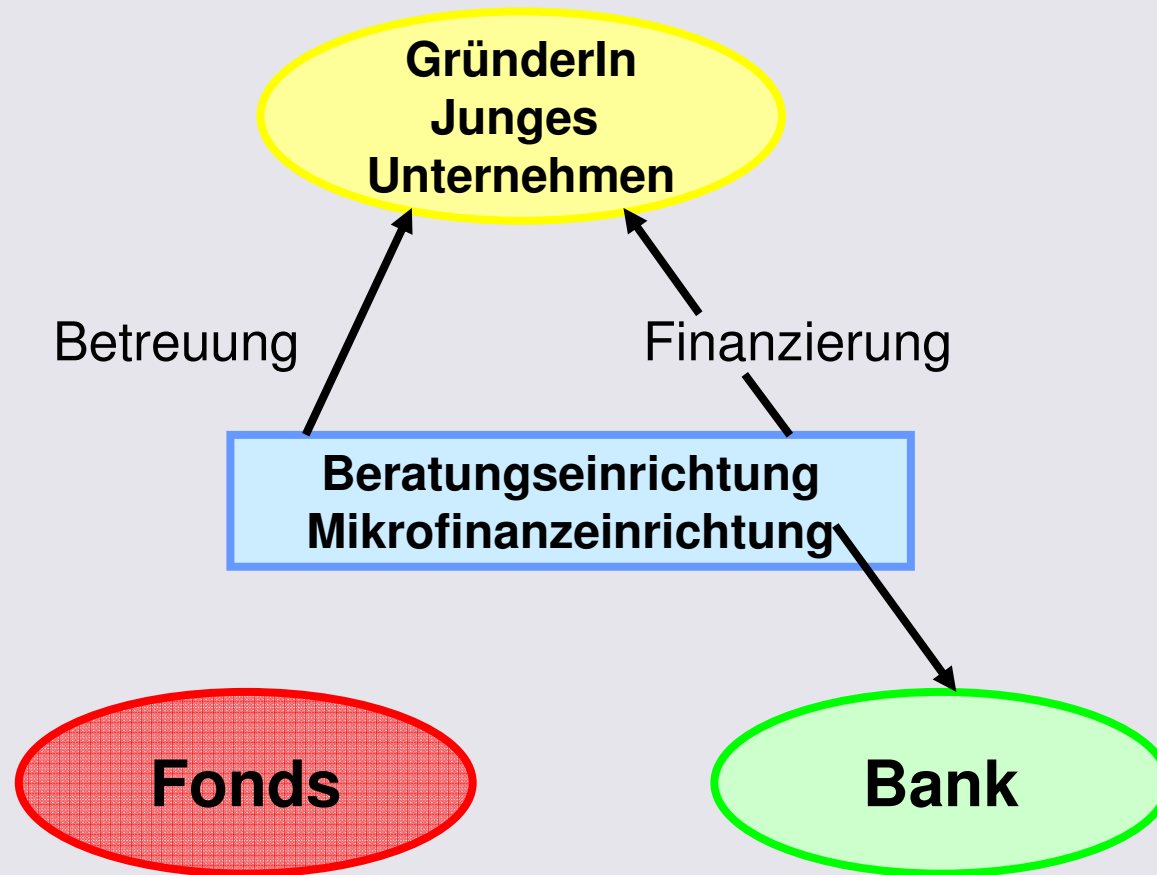 GründerIn
Junges
Unternehmen
Betreuung
Finanzierung
Beratungseinrichtung
Mikrofinanzeinrichtung
Fonds
Bank